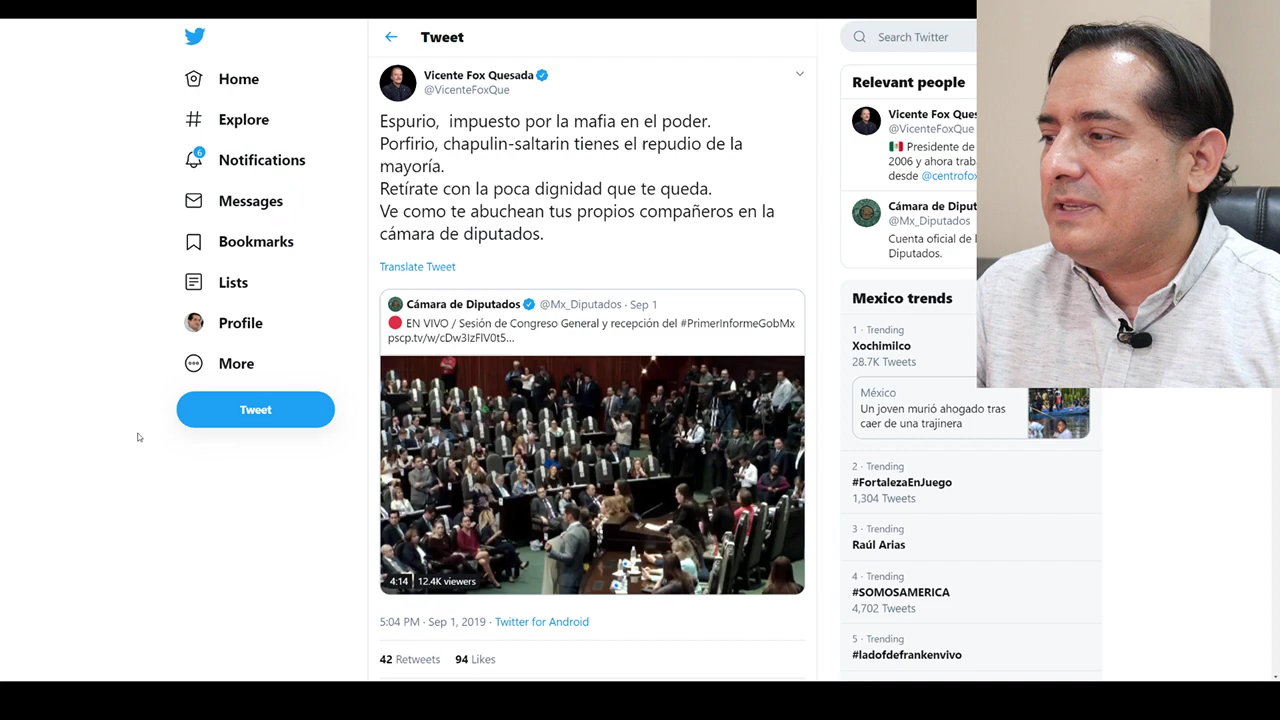 Home
Explore
6
Notifications
Messages
Bookmarks
Lists
Profile
More
Tweet
Tweet
Vicente Fox Quesada
@VicenteFoxQue
Espurio, impuesto por la mafia en el poder.
Porfirio, chapulin-saltarin tienes el repudio de la
mayoría.
Retírate con la poca dignidad que te queda.
Ve como te abuchean tus propios compañeros en la
cámara de diputados.
Translate Tweet
Cámara de Diputados @Mx_Diputados · Sep 1
EN VIVO / Sesión de Congreso General y recepción del #PrimerInformeGobMx
4:14 12.4K viewers
5:04 PM · Sep 1, 2019 · Twitter for Android
42 Retweets 94 Likes
Search Twitter
Relevant people
Vicente Fox Ques
@VicenteFoxQue
Presidente de
2006 y ahora trab
desde @centrofox
Cámara de Diput
@Mx_Diputados
Cuenta oficial de l
Diputados.
Mexico trends
1 · Trending
Xochimilco
28.7K Tweets
México
Un joven murió ahogado tras
caer de una trajinera
2 · Trending
#FortalezaEnJuego
1,304 Tweets
3 · Trending
Raúl Arias
4 · Trending
#SOMOSAMERICA
4,702 Tweets
5 · Trending
#ladofdefrankenvivo